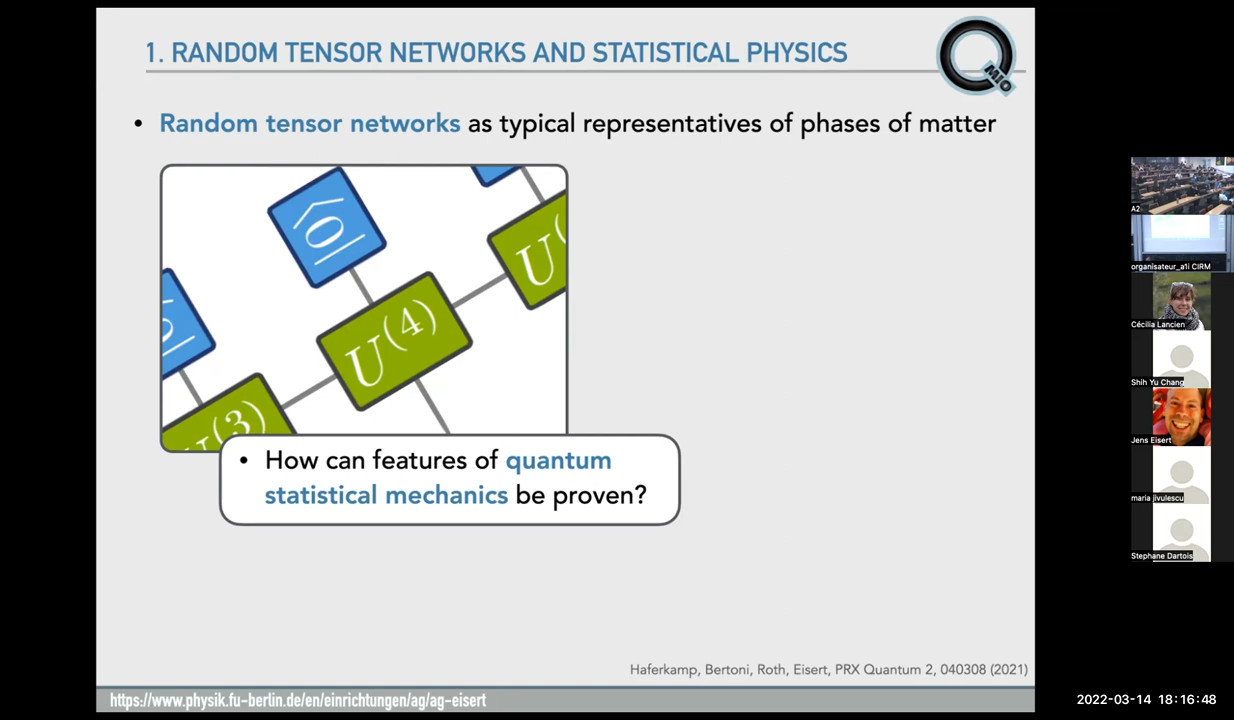 1. RANDOM TENSOR NETWORKS AND STATISTICAL PHYSICS
Q
MIO
• Random tensor networks as typical representatives of phases of matter
|0⟩
U(
U(4)
U(3)
• How can features of quantum
statistical mechanics be proven?
Haferkamp, Bertoni, Roth, Eisert, PRX Quantum 2, 040308 (2021)
https://www.physik.fu-berlin.de/en/einrichtungen/ag/ag-eisert
A2
organisateur_a1i CIRM
Cécilia Lancien
Shih Yu Chang
Jens Eisert
maria jivulescu
Stephane Dartois
2022-03-14 18:16:48